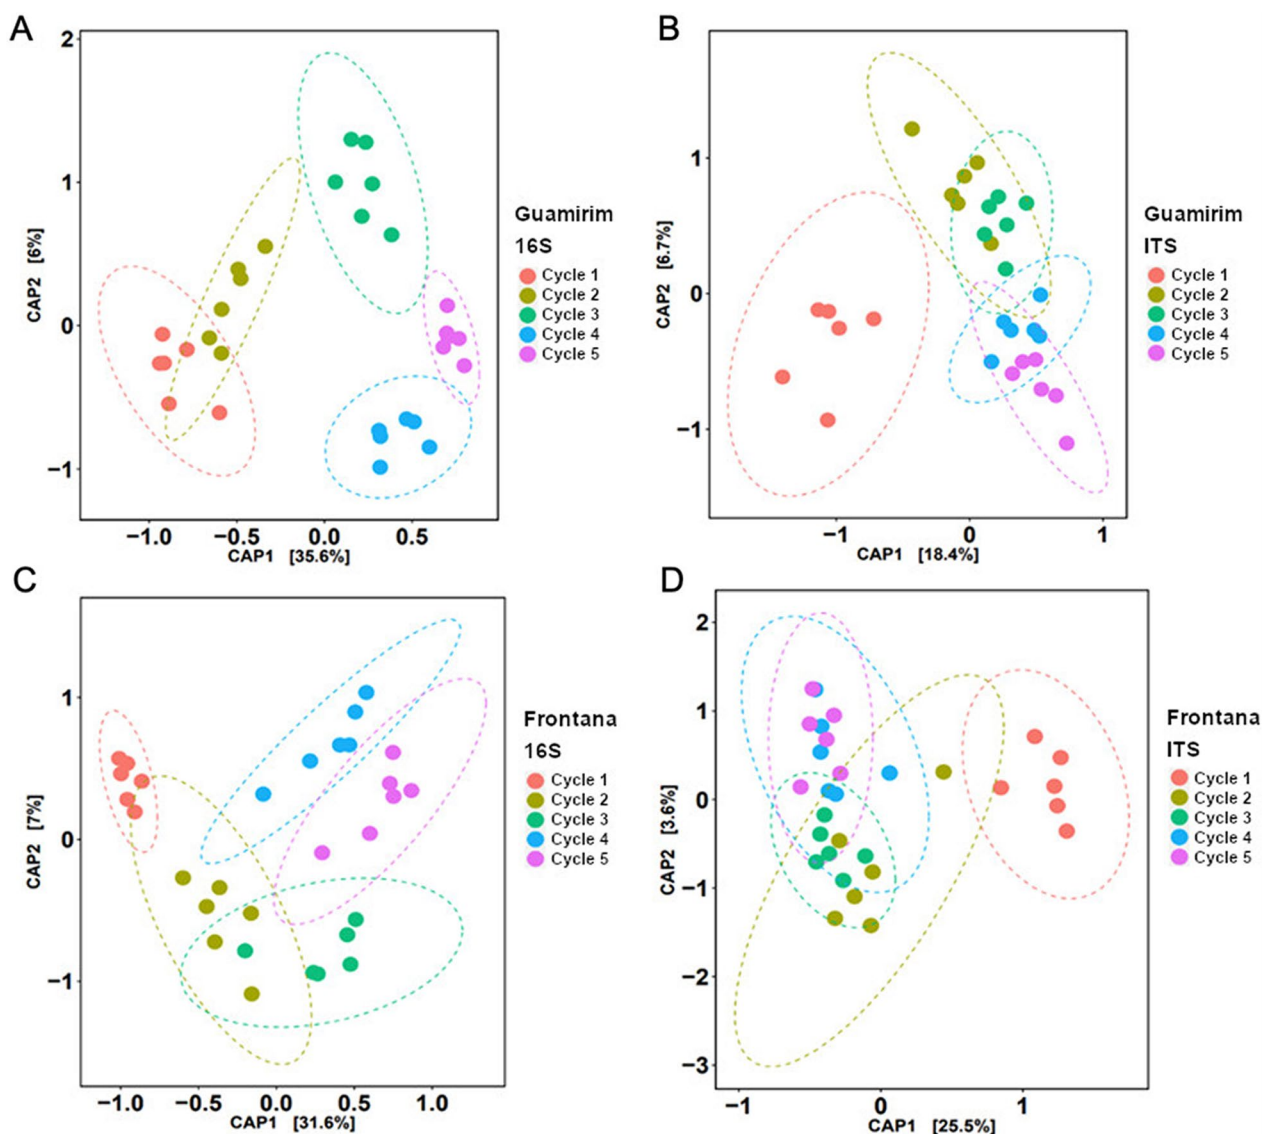 A
2
1
0
−1
CAP2 [6%]
−1.0 −0.5 0.0 0.5
CAP1 [35.6%]
Guamirim
16S
Cycle 1
Cycle 2
Cycle 3
Cycle 4
Cycle 5
B
1
0
−1
CAP2 [6.7%]
−1 0 1
CAP1 [18.4%]
Guamirim
ITS
Cycle 1
Cycle 2
Cycle 3
Cycle 4
Cycle 5
C
1
0
−1
CAP2 [7%]
−1.0 −0.5 0.0 0.5 1.0
CAP1 [31.6%]
Frontana
16S
Cycle 1
Cycle 2
Cycle 3
Cycle 4
Cycle 5
D
2
1
0
−1
−2
−3
CAP2 [3.6%]
−1 0 1
CAP1 [25.5%]
Frontana
ITS
Cycle 1
Cycle 2
Cycle 3
Cycle 4
Cycle 5